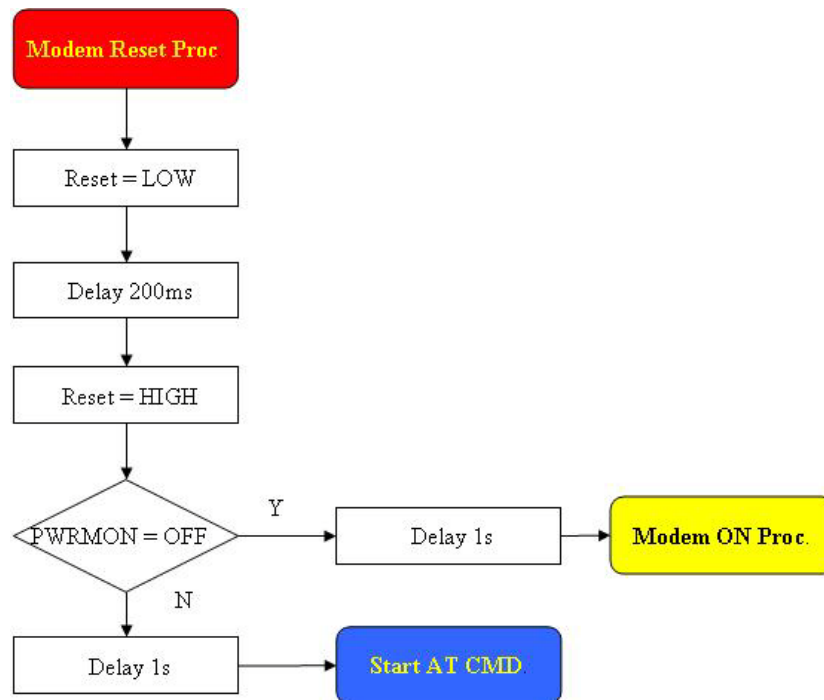 Modem Reset Proc
Reset = LOW
Delay 200ms
Reset = HIGH
PWRMON = OFF
Y
Delay 1s
Modem ON Proc.
N
Delay 1s
Start AT CMD.